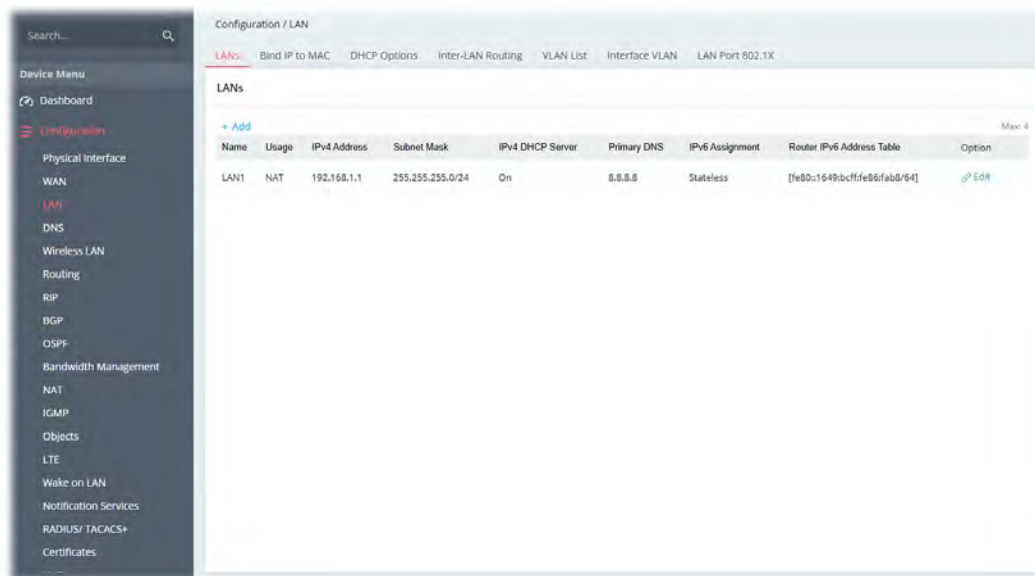 Search...
Device Menu
Dashboard
Configuration
Physical Interface
WAN
LAN
DNS
Wireless LAN
Routing
RIP
BGP
OSPF
Bandwidth Management
NAT
IGMP
Objects
LTE
Wake on LAN
Notification Services
RADIUS/ TACACS+
Certificates
Configuration / LAN
LANs Bind IP to MAC DHCP Options Inter-LAN Routing VLAN List Interface VLAN LAN Port 802.1X
LANs
+ Add Max: 4
Name Usage IPv4 Address Subnet Mask IPv4 DHCP Server Primary DNS IPv6 Assignment Router IPv6 Address Table Option
LAN1 NAT 192.168.1.1 255.255.255.0/24 On 8.8.8.8 Stateless [fe80::1649:bcff:fe86:fab8/64] Edit